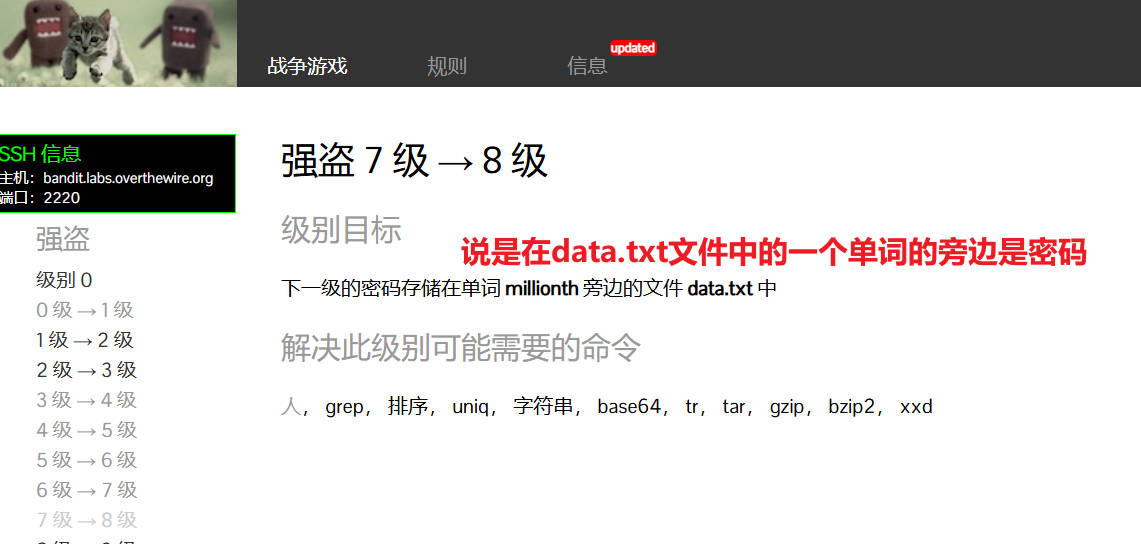 updated
战争游戏 规则 信息
SSH 信息
主机：bandit.labs.overthewire.org
端口：2220
强盗
级别 0
0 级 → 1 级
1 级 → 2 级
2 级 → 3 级
3 级 → 4 级
4 级 → 5 级
5 级 → 6 级
6 级 → 7 级
7 级 → 8 级
强盗 7 级 → 8 级
级别目标
说是在data.txt文件中的一个单词的旁边是密码
下一级的密码存储在单词 millionth 旁边的文件 data.txt 中
解决此级别可能需要的命令
人， grep， 排序， uniq， 字符串， base64， tr， tar， gzip， bzip2， xxd